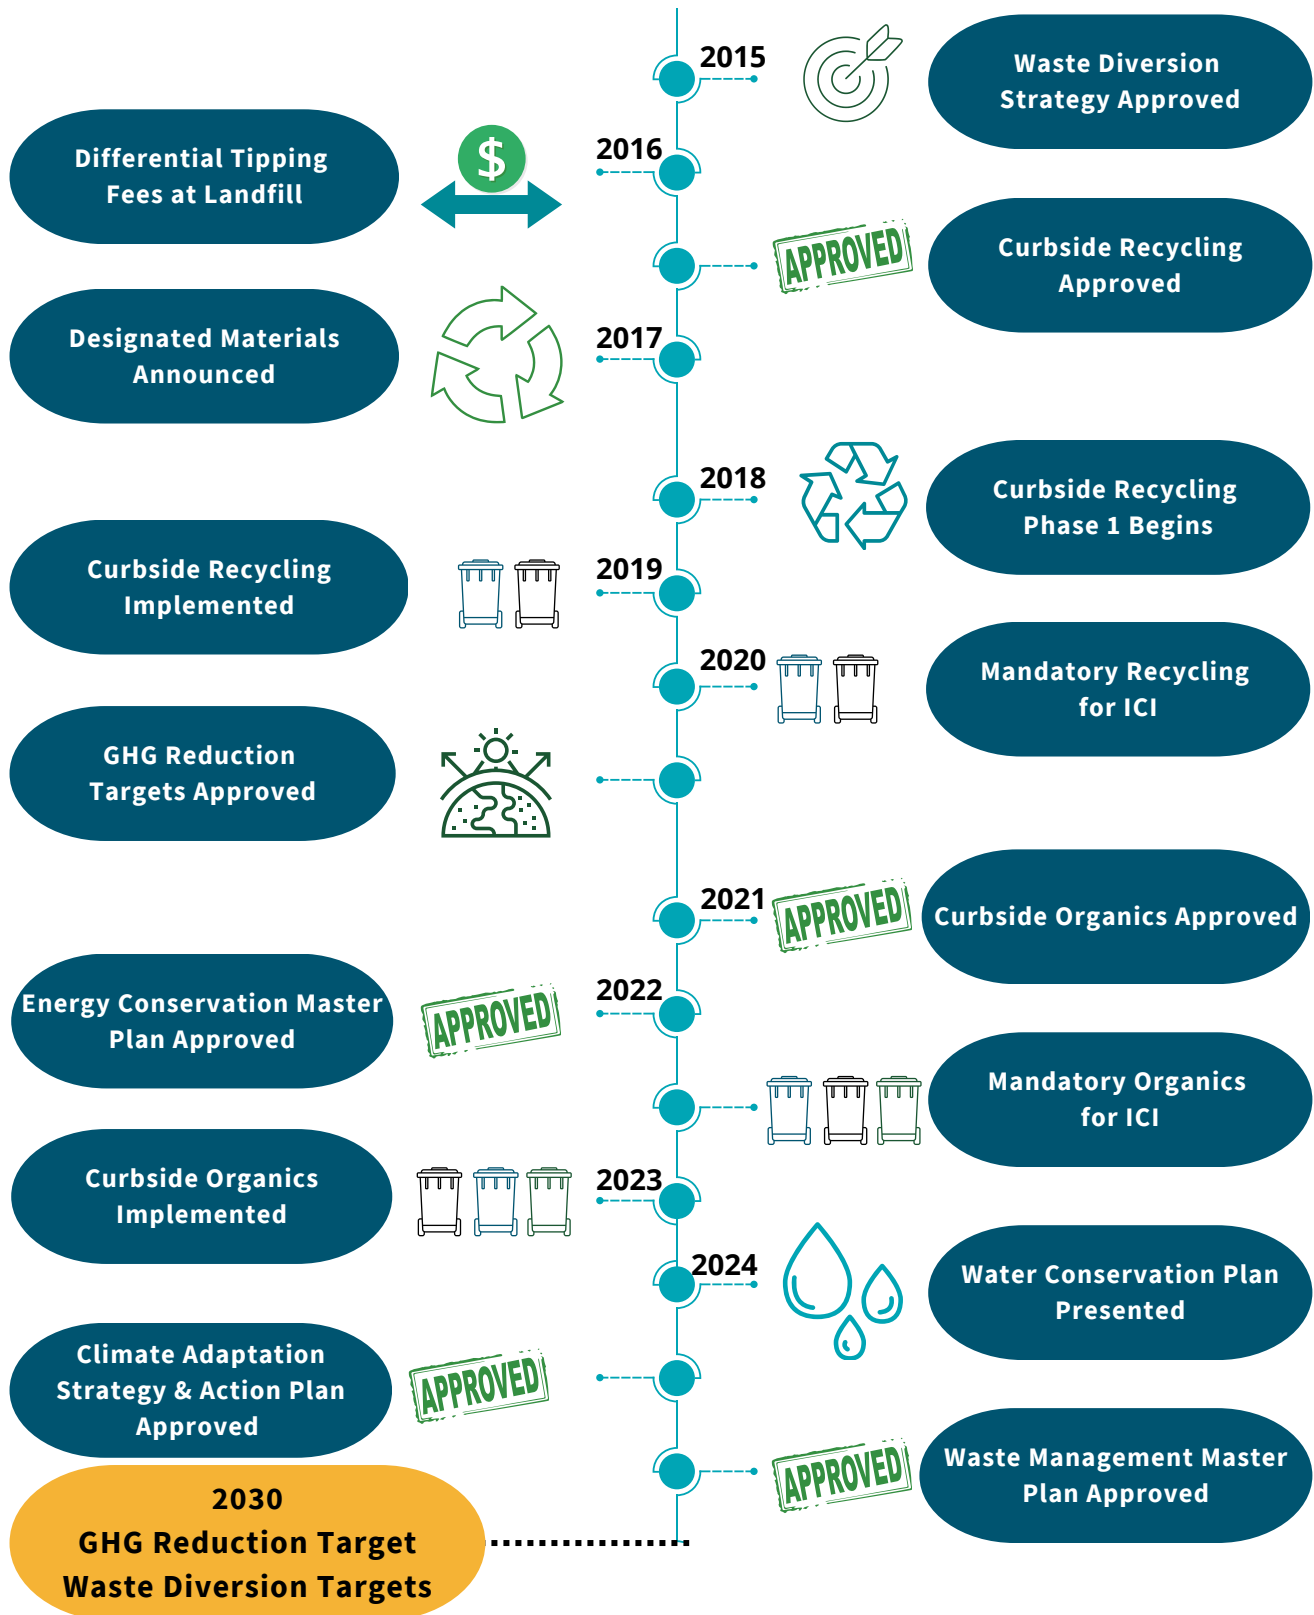 2015
Waste Diversion
Strategy Approved
2016
Differential Tipping
Fees at Landfill
$
APPROVED
Curbside Recycling
Approved
2017
Designated Materials
Announced
2018
Curbside Recycling
Phase 1 Begins
2019
Curbside Recycling
Implemented
2020
Mandatory Recycling
for ICI
GHG Reduction
Targets Approved
2021
APPROVED
Curbside Organics Approved
2022
Energy Conservation Master
Plan Approved
APPROVED
Mandatory Organics
for ICI
2023
Curbside Organics
Implemented
2024
Water Conservation Plan
Presented
Climate Adaptation
Strategy & Action Plan
Approved
APPROVED
APPROVED
Waste Management Master
Plan Approved
2030
GHG Reduction Target
Waste Diversion Targets